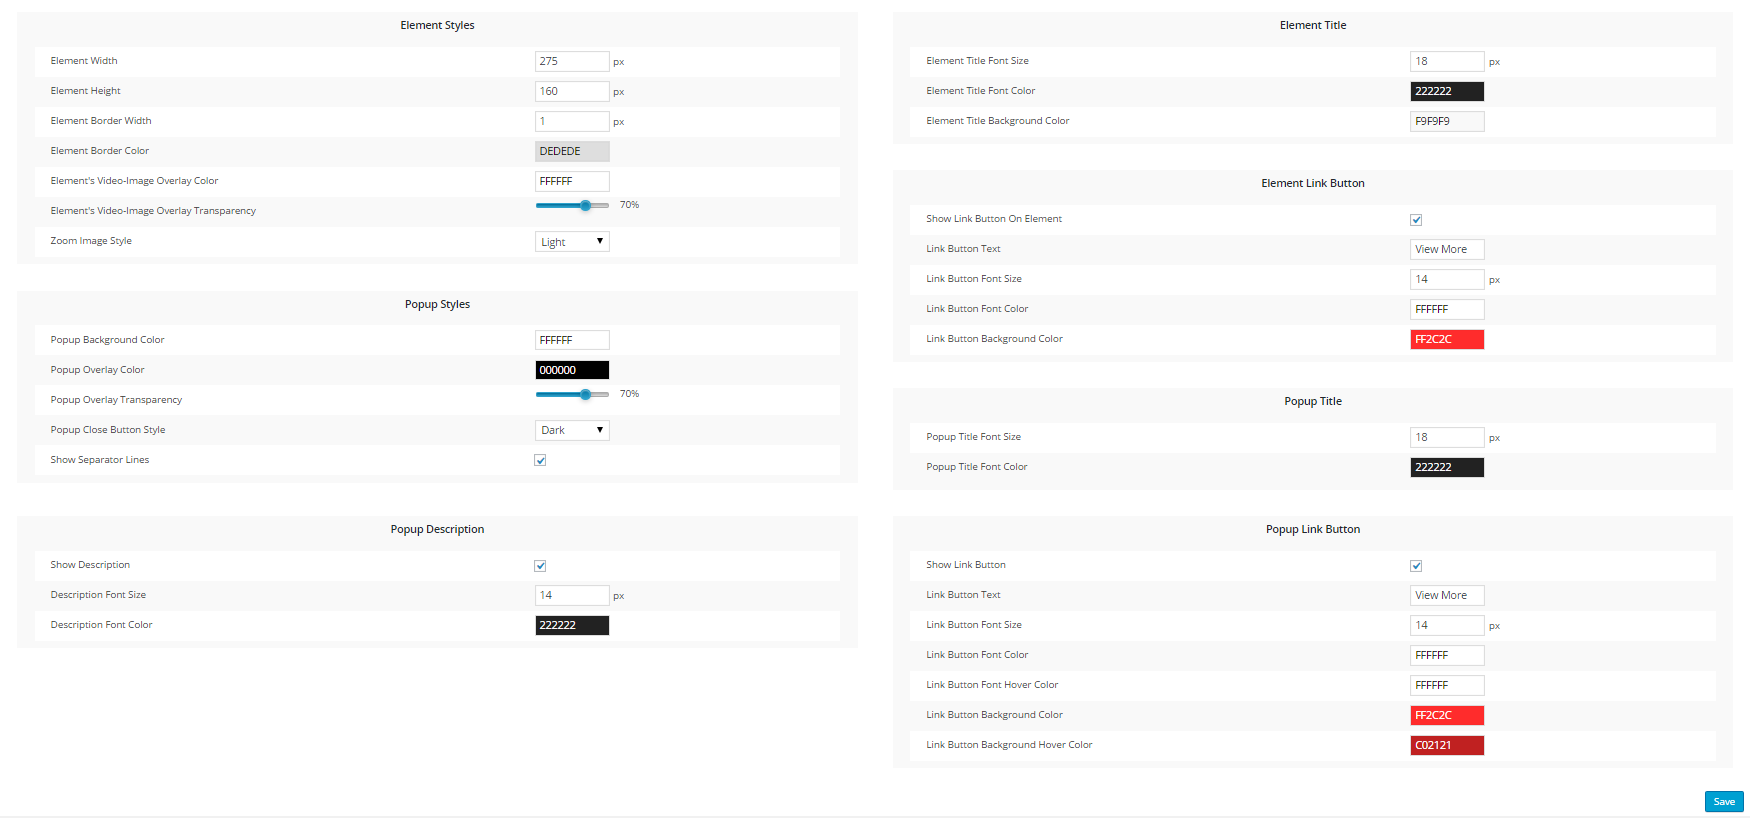 Element Styles
Element Width 275 px
Element Height 160 px
Element Border Width 1 px
Element Border Color DEDEDE
Element's Video-Image Overlay Color FFFFFF
Element's Video-Image Overlay Transparency 70%
Zoom Image Style Light
Popup Styles
Popup Background Color FFFFFF
Popup Overlay Color 000000
Popup Overlay Transparency 70%
Popup Close Button Style Dark
Show Separator Lines
Popup Description
Show Description
Description Font Size 14 px
Description Font Color 222222
Element Title
Element Title Font Size 18 px
Element Title Font Color 222222
Element Title Background Color F9F9F9
Element Link Button
Show Link Button On Element
Link Button Text View More
Link Button Font Size 14 px
Link Button Font Color FFFFFF
Link Button Background Color FF2C2C
Popup Title
Popup Title Font Size 18 px
Popup Title Font Color 222222
Popup Link Button
Show Link Button
Link Button Text View More
Link Button Font Size 14 px
Link Button Font Color FFFFFF
Link Button Font Hover Color FFFFFF
Link Button Background Color FF2C2C
Link Button Background Hover Color C02121
Save